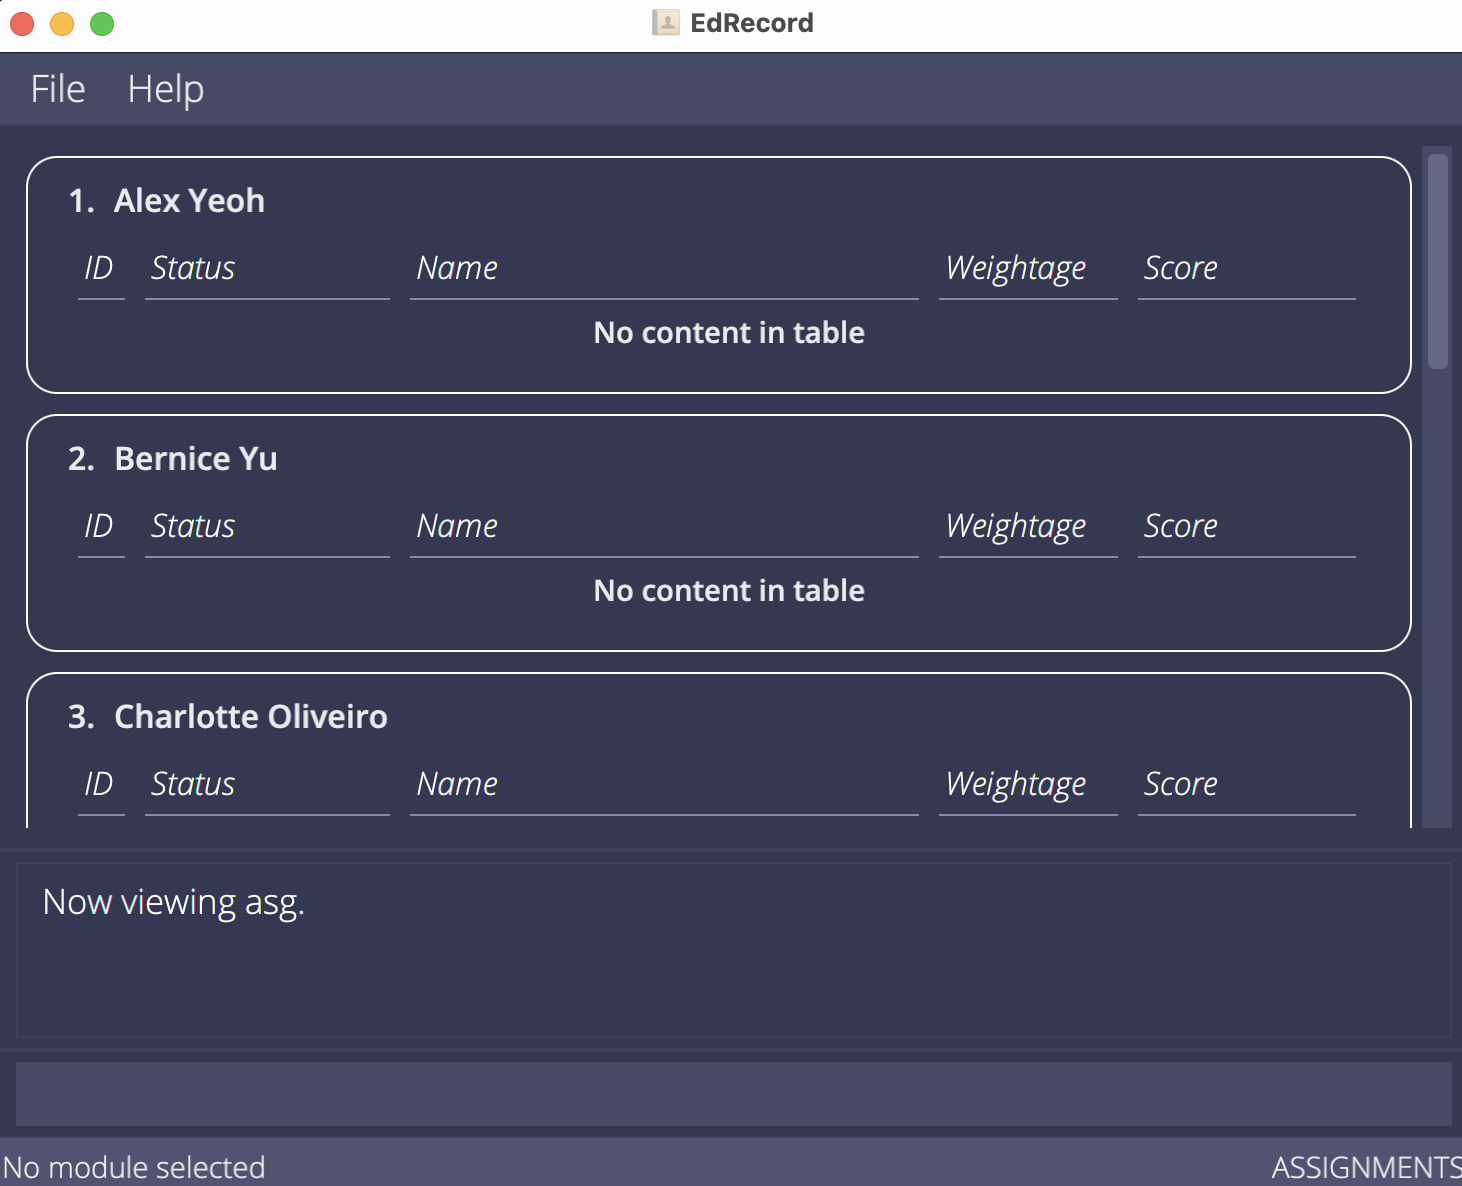 EdRecord
File Help
1. Alex Yeoh
ID Status Name Weightage Score
No content in table
2. Bernice Yu
ID Status Name Weightage Score
No content in table
3. Charlotte Oliveiro
ID Status Name Weightage Score
Now viewing asg.
No module selected ASSIGNMENTS